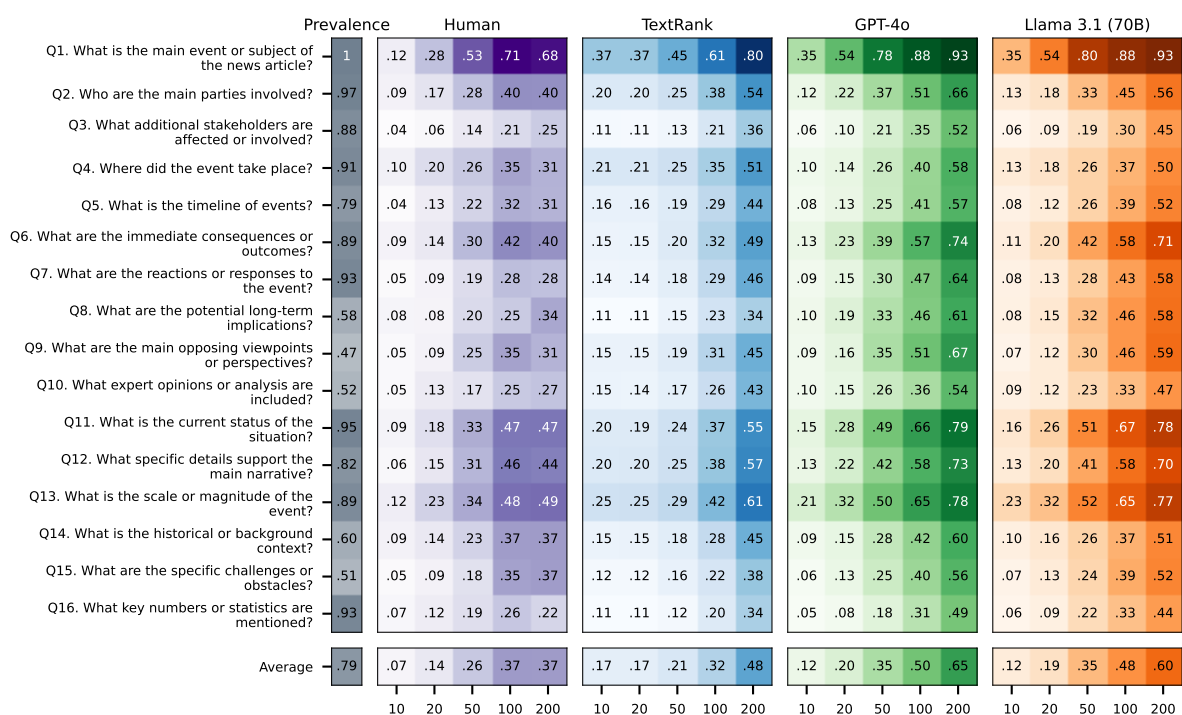 Prevalence Human TextRank GPT-4o Llama 3.1 (70B)
Q1. What is the main event or subject of
the news article?
1 .12 .28 .53 .71 .68 .37 .37 .45 .61 .80 .35 .54 .78 .88 .93 .35 .54 .80 .88 .93
Q2. Who are the main parties involved?
.97 .09 .17 .28 .40 .40 .20 .20 .25 .38 .54 .12 .22 .37 .51 .66 .13 .18 .33 .45 .56
Q3. What additional stakeholders are
affected or involved?
.88 .04 .06 .14 .21 .25 .11 .11 .13 .21 .36 .06 .10 .21 .35 .52 .06 .09 .19 .30 .45
Q4. Where did the event take place?
.91 .10 .20 .26 .35 .31 .21 .21 .25 .35 .51 .10 .14 .26 .40 .58 .13 .18 .26 .37 .50
Q5. What is the timeline of events?
.79 .04 .13 .22 .32 .31 .16 .16 .19 .29 .44 .08 .13 .25 .41 .57 .08 .12 .26 .39 .52
Q6. What are the immediate consequences or
outcomes?
.89 .09 .14 .30 .42 .40 .15 .15 .20 .32 .49 .13 .23 .39 .57 .74 .11 .20 .42 .58 .71
Q7. What are the reactions or responses to
the event?
.93 .05 .09 .19 .28 .28 .14 .14 .18 .29 .46 .09 .15 .30 .47 .64 .08 .13 .28 .43 .58
Q8. What are the potential long-term
implications?
.58 .08 .08 .20 .25 .34 .11 .11 .15 .23 .34 .10 .19 .33 .46 .61 .08 .15 .32 .46 .58
Q9. What are the main opposing viewpoints
or perspectives?
.47 .05 .09 .25 .35 .31 .15 .15 .19 .31 .45 .09 .16 .35 .51 .67 .07 .12 .30 .46 .59
Q10. What expert opinions or analysis are
included?
.52 .05 .13 .17 .25 .27 .15 .14 .17 .26 .43 .10 .15 .26 .36 .54 .09 .12 .23 .33 .47
Q11. What is the current status of the
situation?
.95 .09 .18 .33 .47 .47 .20 .19 .24 .37 .55 .15 .28 .49 .66 .79 .16 .26 .51 .67 .78
Q12. What specific details support the
main narrative?
.82 .06 .15 .31 .46 .44 .20 .20 .25 .38 .57 .13 .22 .42 .58 .73 .13 .20 .41 .58 .70
Q13. What is the scale or magnitude of the
event?
.89 .12 .23 .34 .48 .49 .25 .25 .29 .42 .61 .21 .32 .50 .65 .78 .23 .32 .52 .65 .77
Q14. What is the historical or background
context?
.60 .09 .14 .23 .37 .37 .15 .15 .18 .28 .45 .09 .15 .28 .42 .60 .10 .16 .26 .37 .51
Q15. What are the specific challenges or
obstacles?
.51 .05 .09 .18 .35 .37 .12 .12 .16 .22 .38 .06 .13 .25 .40 .56 .07 .13 .24 .39 .52
Q16. What key numbers or statistics are
mentioned?
.93 .07 .12 .19 .26 .22 .11 .11 .12 .20 .34 .05 .08 .18 .31 .49 .06 .09 .22 .33 .44
Average .79 .07 .14 .26 .37 .37 .17 .17 .21 .32 .48 .12 .20 .35 .50 .65 .12 .19 .35 .48 .60
10 20 50 100 200 10 20 50 100 200 10 20 50 100 200 10 20 50 100 200